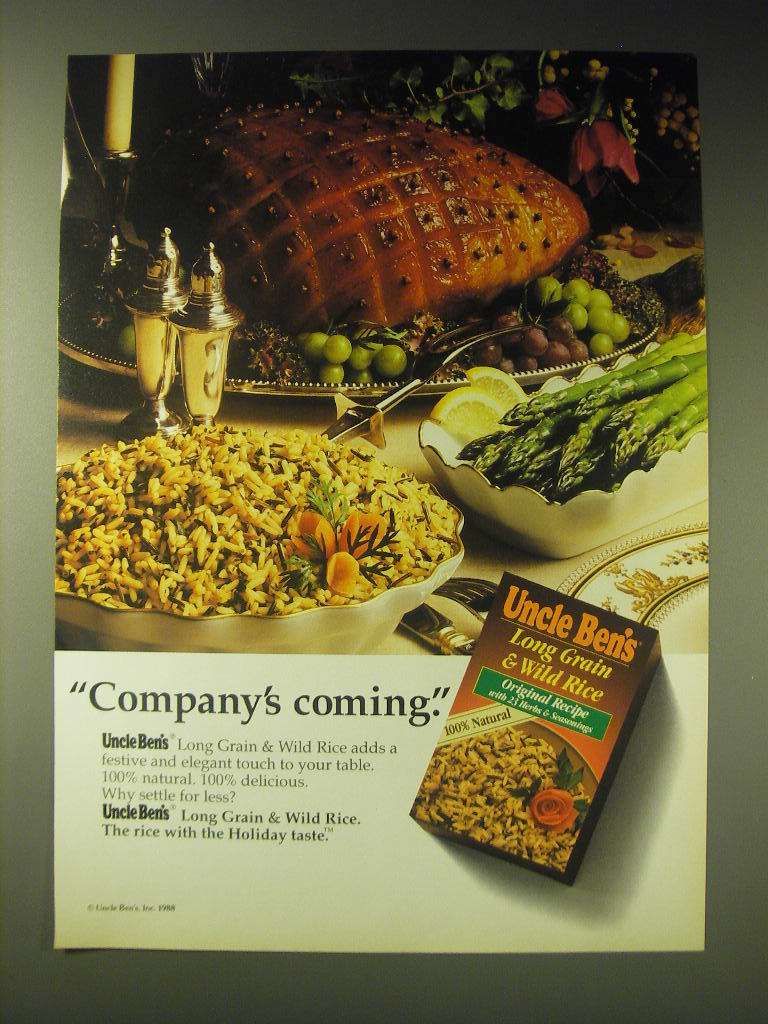 Uncle Ben's®
Long Grain
& Wild Rice
Original Recipe
with 23 Herbs & Seasonings
100% Natural
"Company's coming."
Uncle Ben's® Long Grain & Wild Rice adds a
festive and elegant touch to your table.
100% natural. 100% delicious.
Why settle for less?
Uncle Ben's® Long Grain & Wild Rice.
The rice with the Holiday taste.™
© Uncle Ben's, Inc. 1988